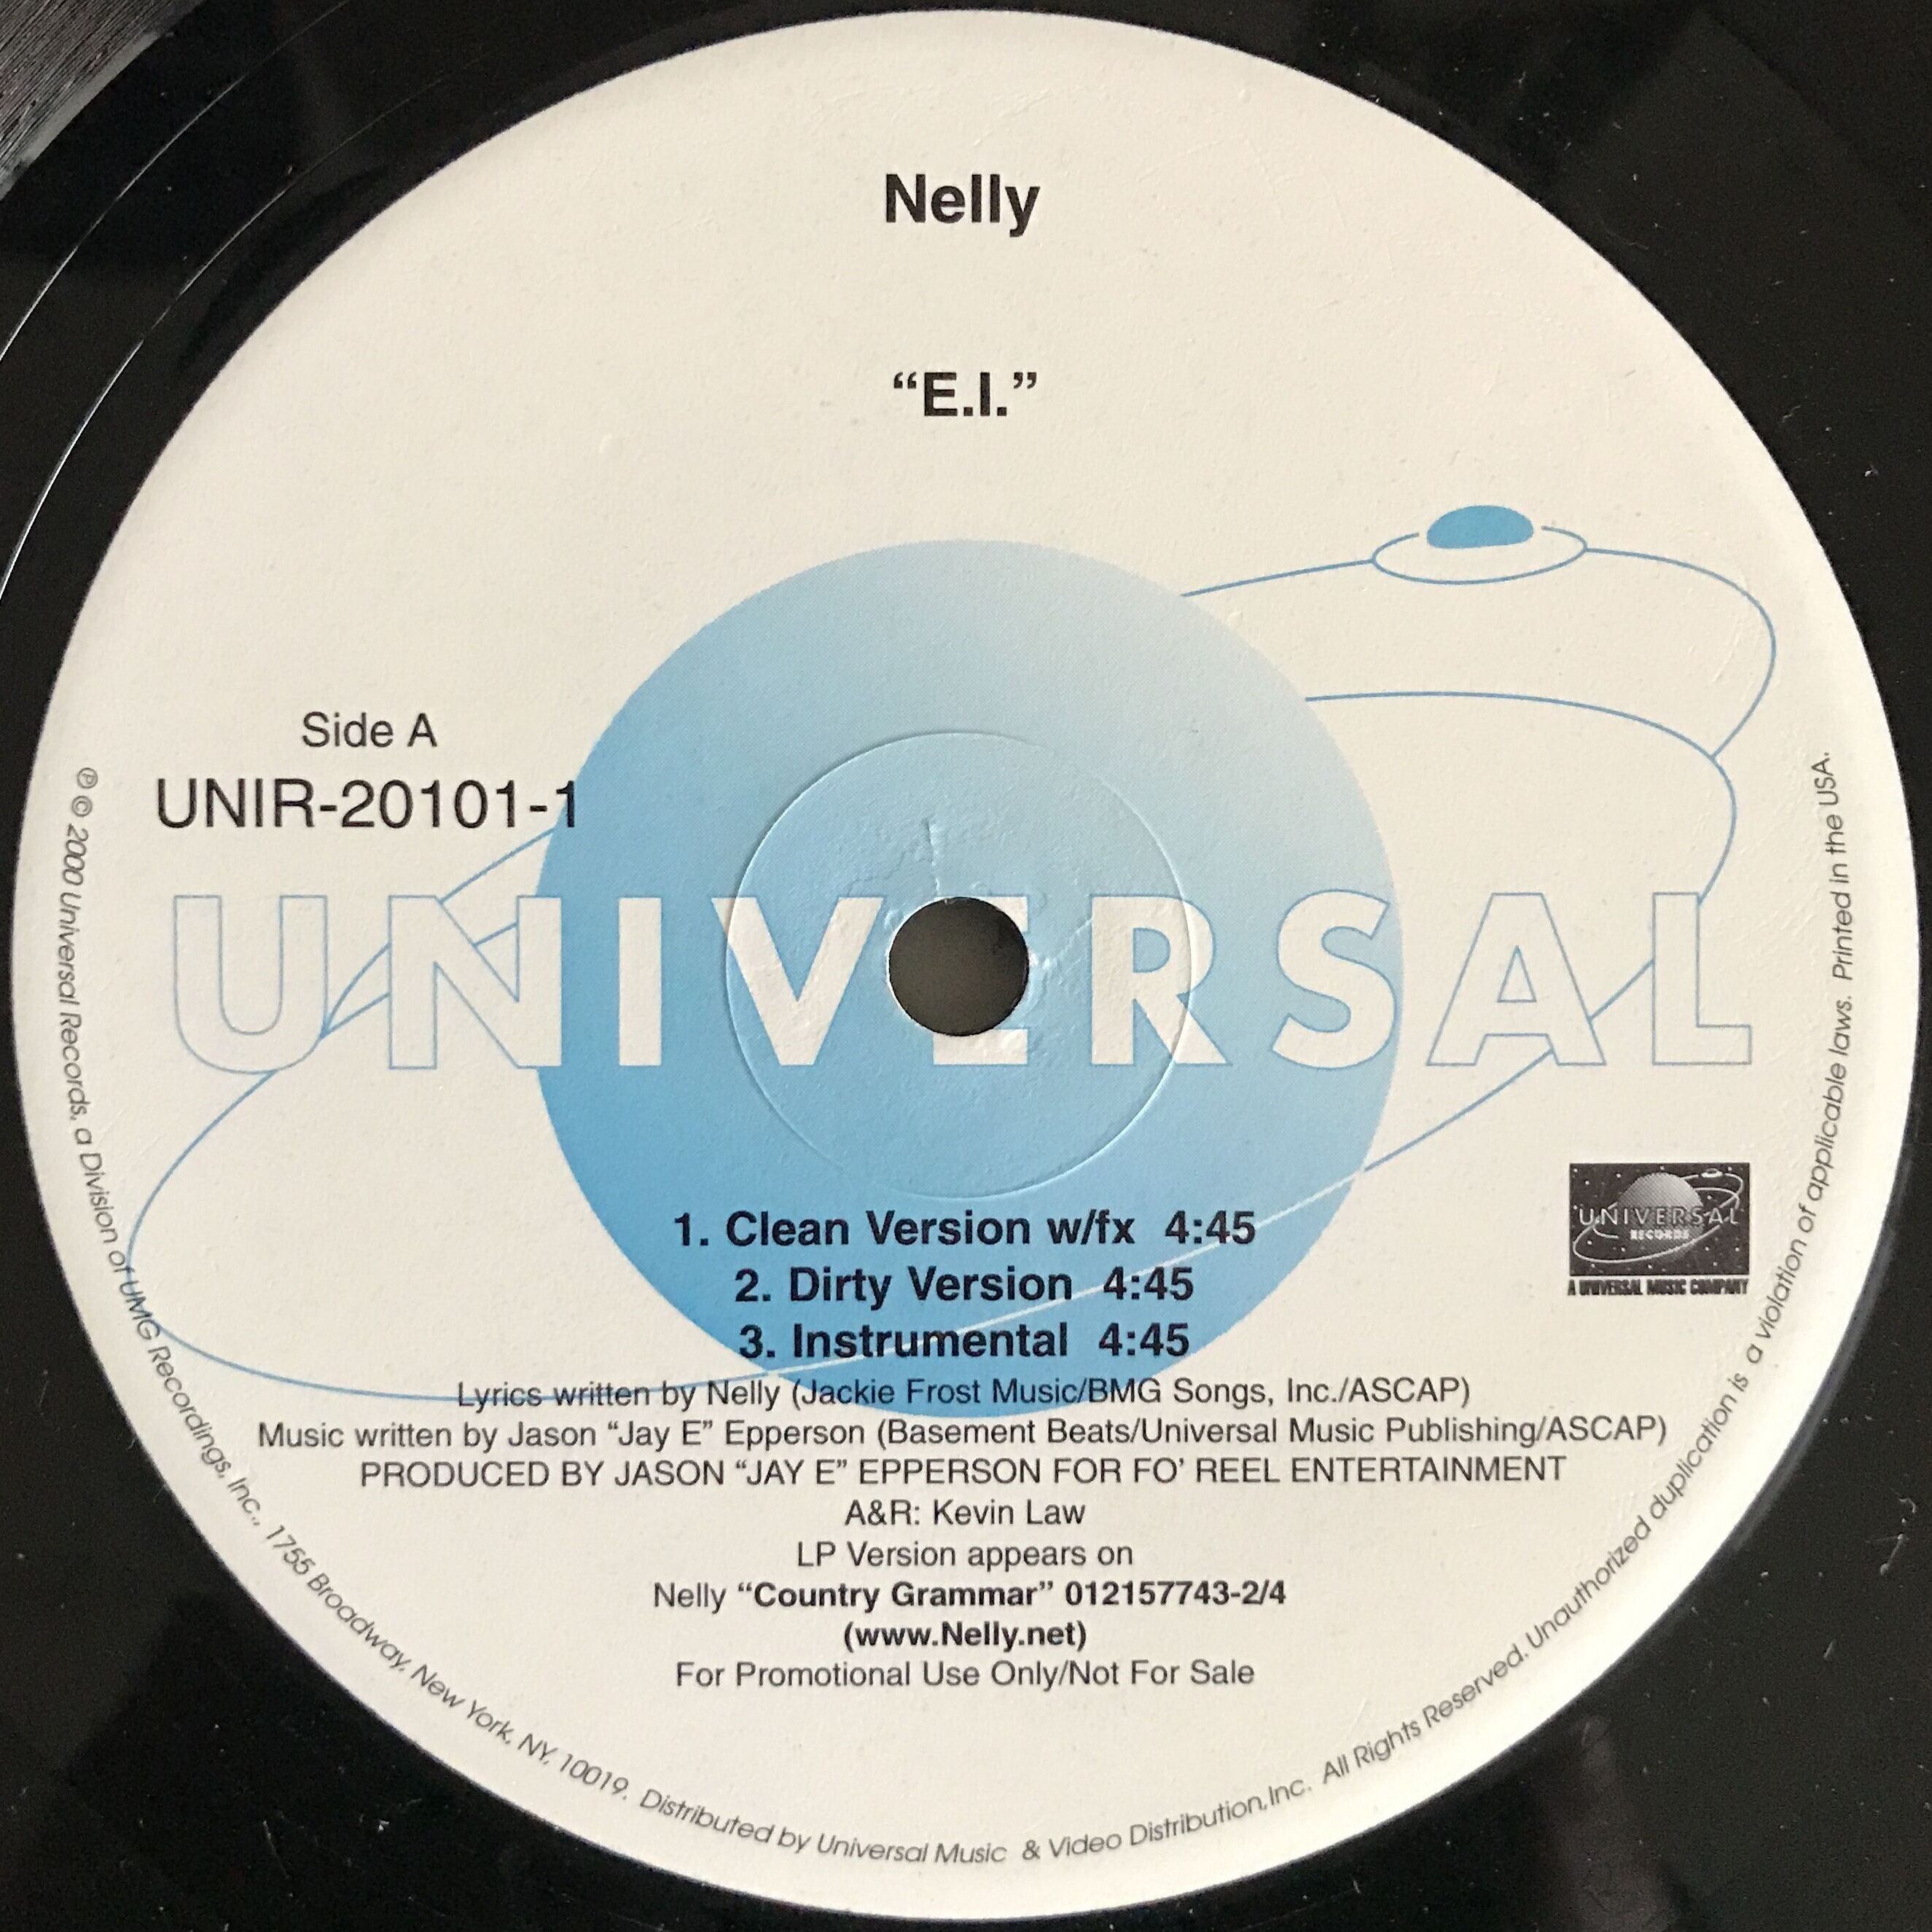 Nelly
“E.I.”
Side A
UNIR-20101-1
UNIVERSAL
UNIVERSAL
RECORDS
A UNIVERSAL MUSIC COMPANY
1. Clean Version w/fx 4:45
2. Dirty Version 4:45
3. Instrumental 4:45
Lyrics written by Nelly (Jackie Frost Music/BMG Songs, Inc./ASCAP)
Music written by Jason “Jay E” Epperson (Basement Beats/Universal Music Publishing/ASCAP)
PRODUCED BY JASON “JAY E” EPPERSON FOR FO’ REEL ENTERTAINMENT
A&R: Kevin Law
LP Version appears on
Nelly “Country Grammar” 012157743-2/4
(www.Nelly.net)
For Promotional Use Only/Not For Sale
℗ © 2000 Universal Records, a Division of UMG Recordings, Inc., 1755 Broadway, New York, NY, 10019. Distributed by Universal Music & Video Distribution, Inc. All Rights Reserved. Unauthorized duplication is a violation of applicable laws. Printed in the USA.